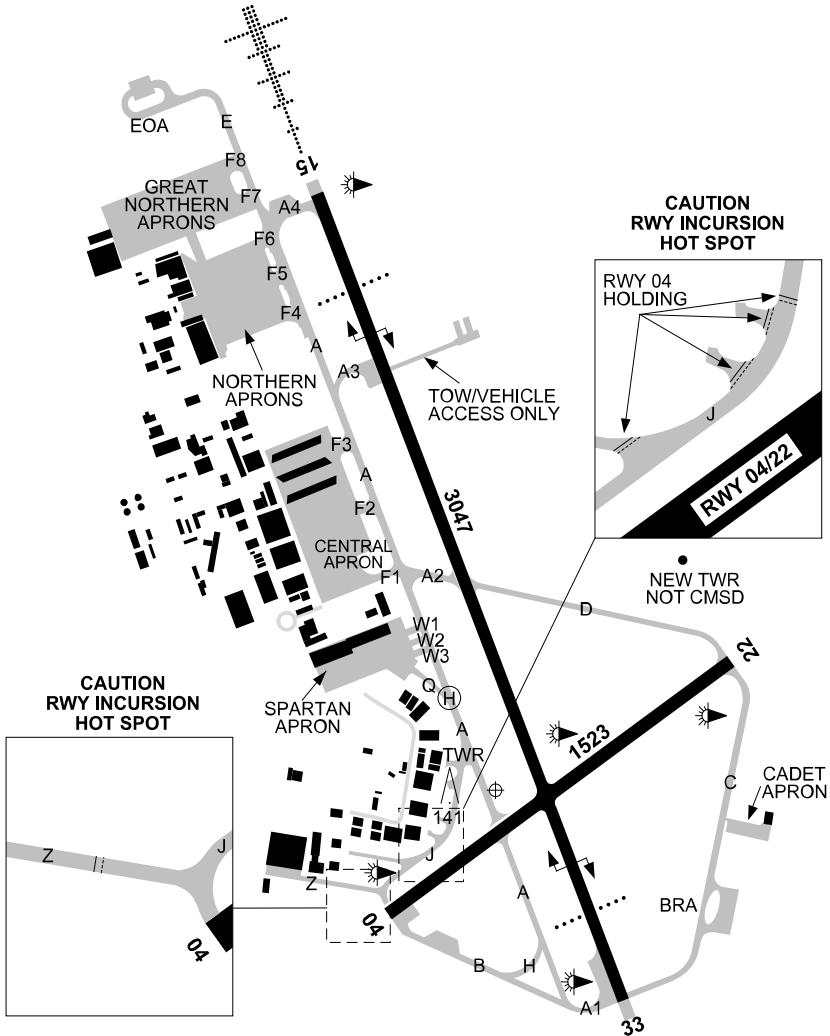 EOA
E
F8
15
GREAT
NORTHERN
APRONS
F7
A4
F6
F5
F4
A
A3
NORTHERN
APRONS
TOW/VEHICLE
ACCESS ONLY
CAUTION
RWY INCURSION
HOT SPOT
RWY 04
HOLDING
J
RWY 04/22
F3
A
3047
F2
CENTRAL
APRON
F1
A2
NEW TWR
NOT CMSD
D
W1
W2
W3
22
Q
H
SPARTAN
APRON
A
TWR
1523
C
CADET
APRON
141
J
CAUTION
RWY INCURSION
HOT SPOT
Z
J
04
Z
04
A
BRA
B
H
A1
33